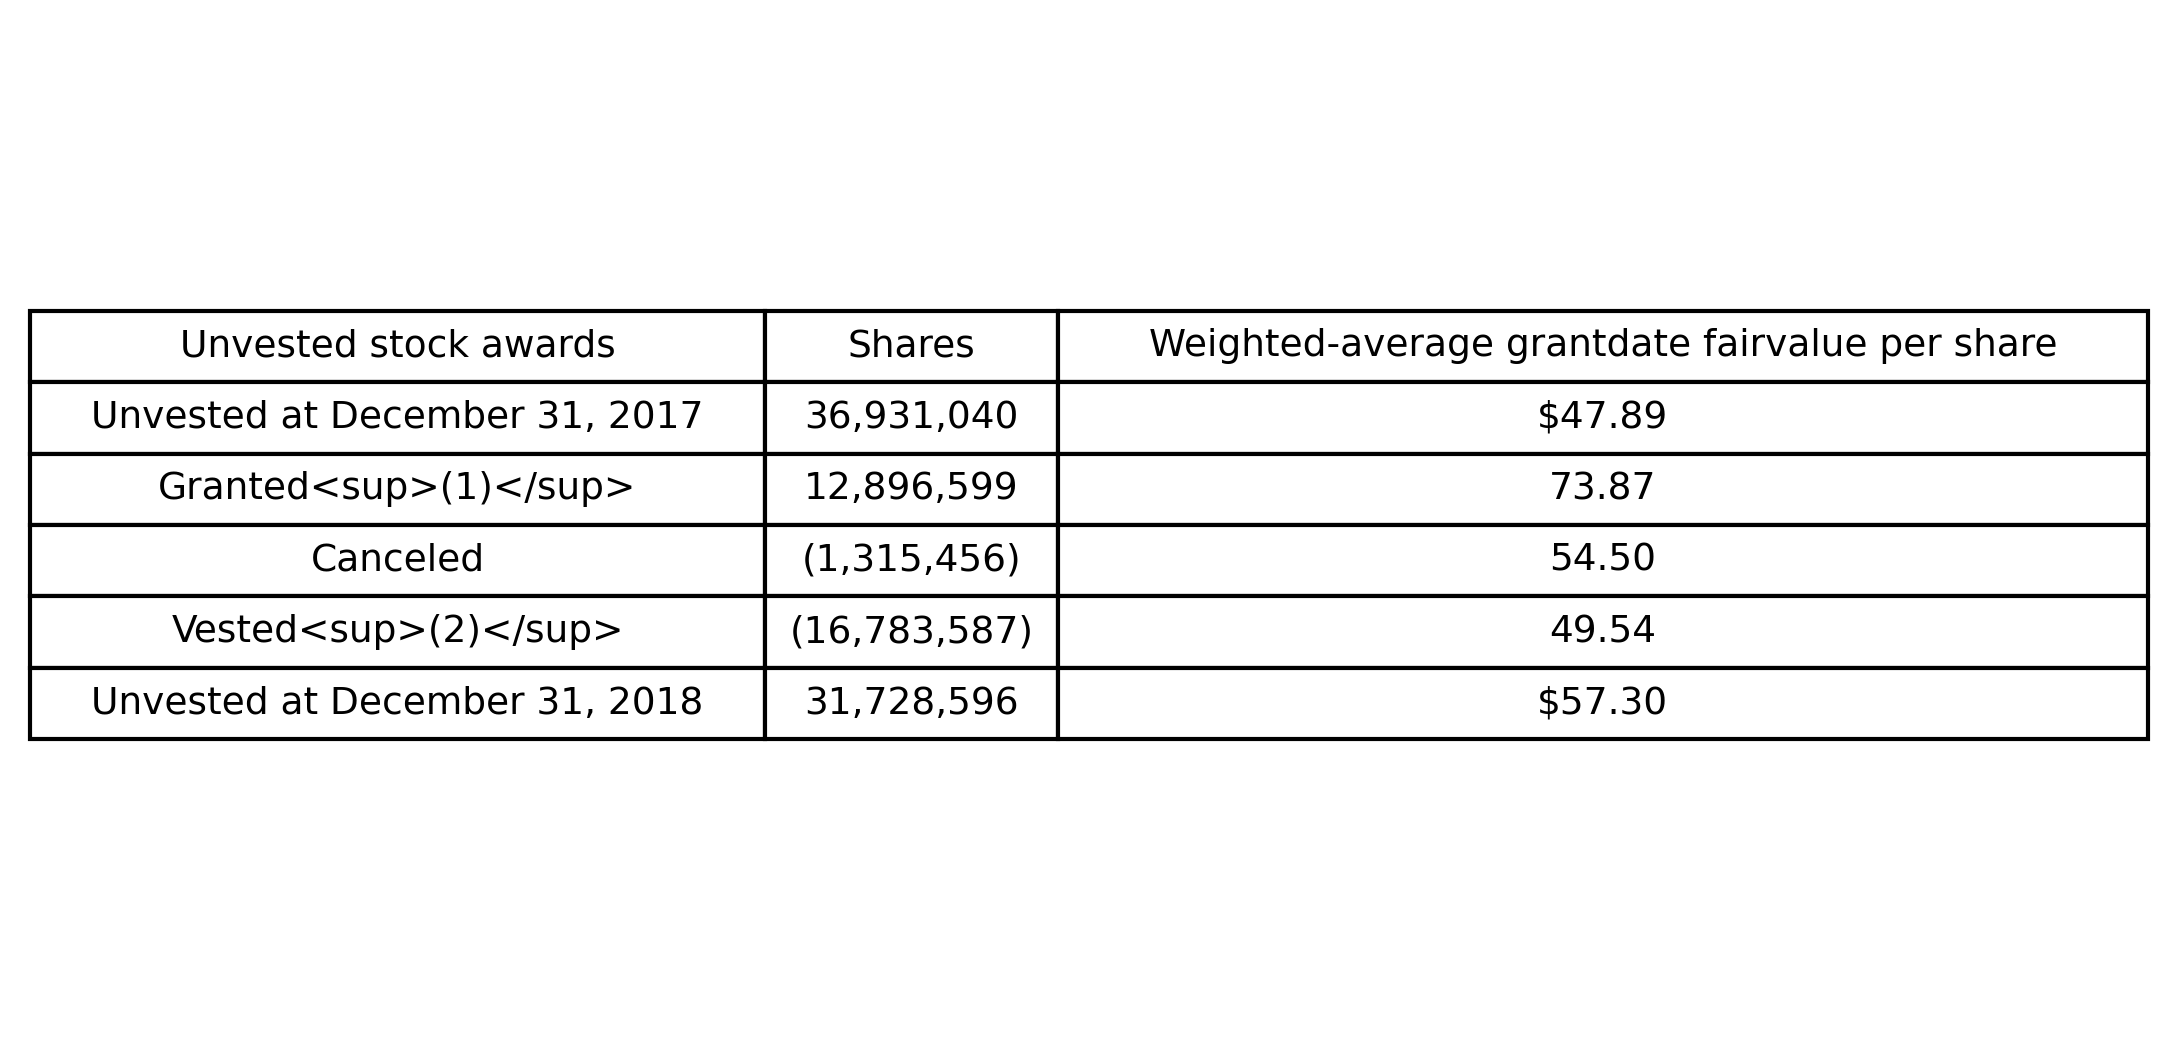 Unvested stock awards Shares Weighted-average grantdate fairvalue per share
Unvested at December 31, 2017 36,931,040 $47.89
Granted<sup>(1)</sup> 12,896,599 73.87
Canceled (1,315,456) 54.50
Vested<sup>(2)</sup> (16,783,587) 49.54
Unvested at December 31, 2018 31,728,596 $57.30